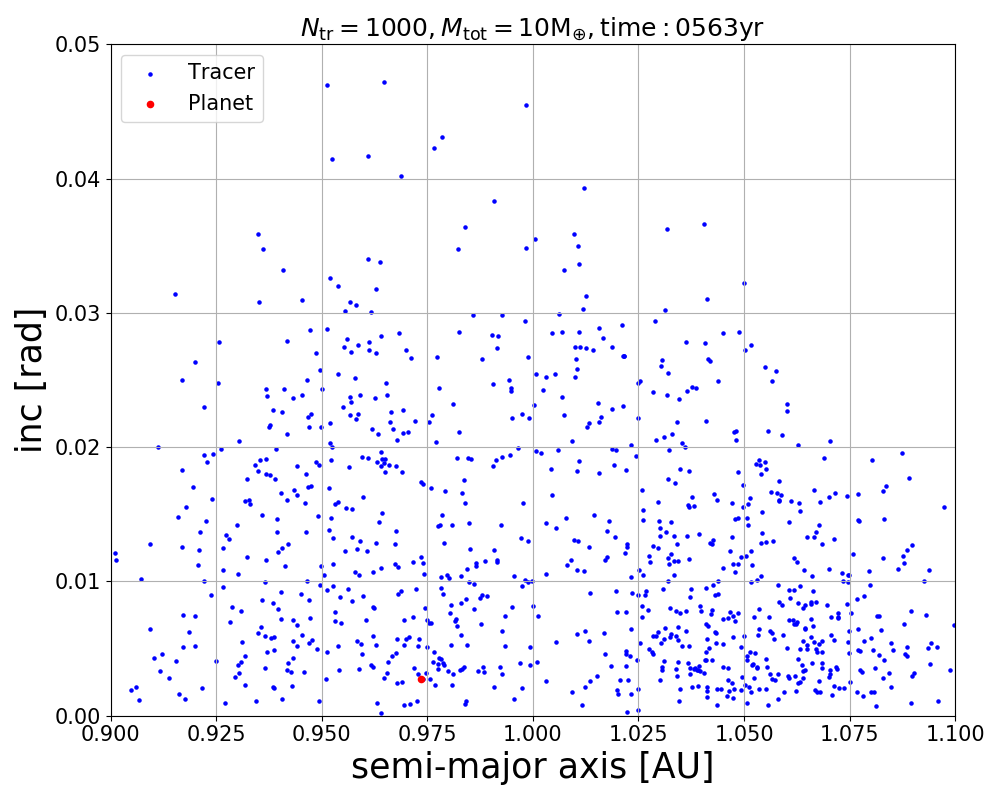 N_tr = 1000, M_tot = 10M_⊕, time : 0563yr
Tracer
Planet
inc [rad]
0.05
0.04
0.03
0.02
0.01
0.00
0.900 0.925 0.950 0.975 1.000 1.025 1.050 1.075 1.100
semi-major axis [AU]